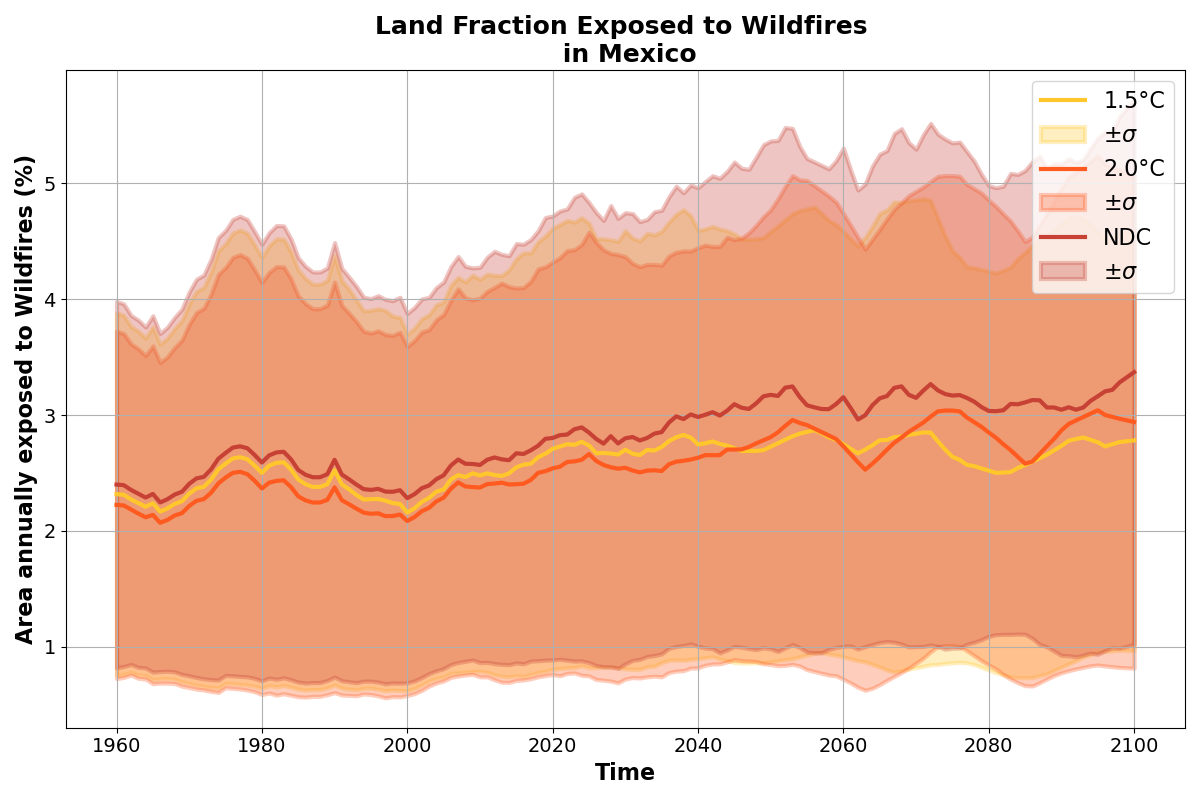 Land Fraction Exposed to Wildfires
in Mexico
Area annually exposed to Wildfires (%)
5
4
3
2
1
1.5°C
±σ
2.0°C
±σ
NDC
±σ
1960 1980 2000 2020 2040 2060 2080 2100
Time